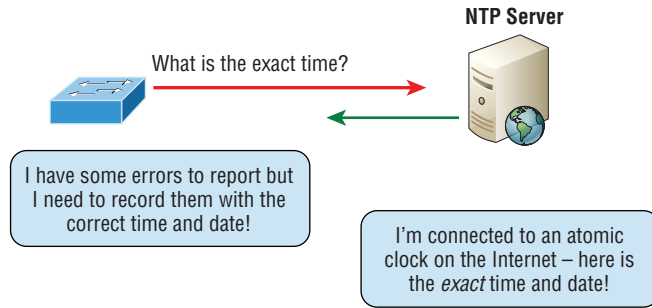 NTP Server
What is the exact time?
I have some errors to report but
I need to record them with the
correct time and date!
I'm connected to an atomic
clock on the Internet – here is
the exact time and date!